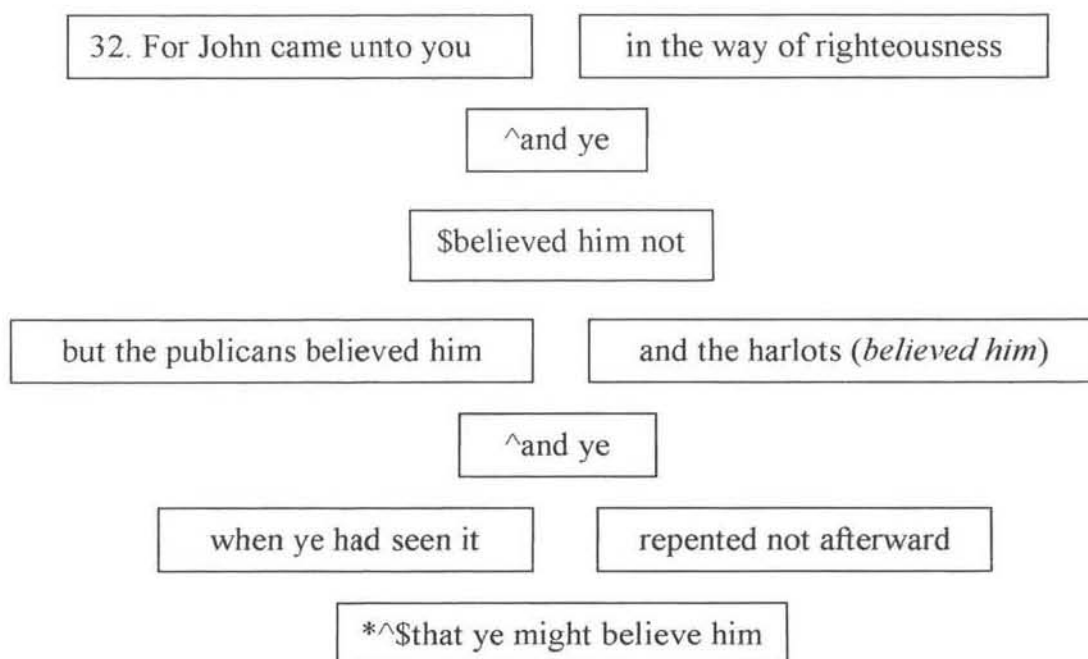 32. For John came unto you in the way of righteousness
^and ye
$believed him not
but the publicans believed him and the harlots (believed him)
^and ye
when ye had seen it repented not afterward
*^$that ye might believe him